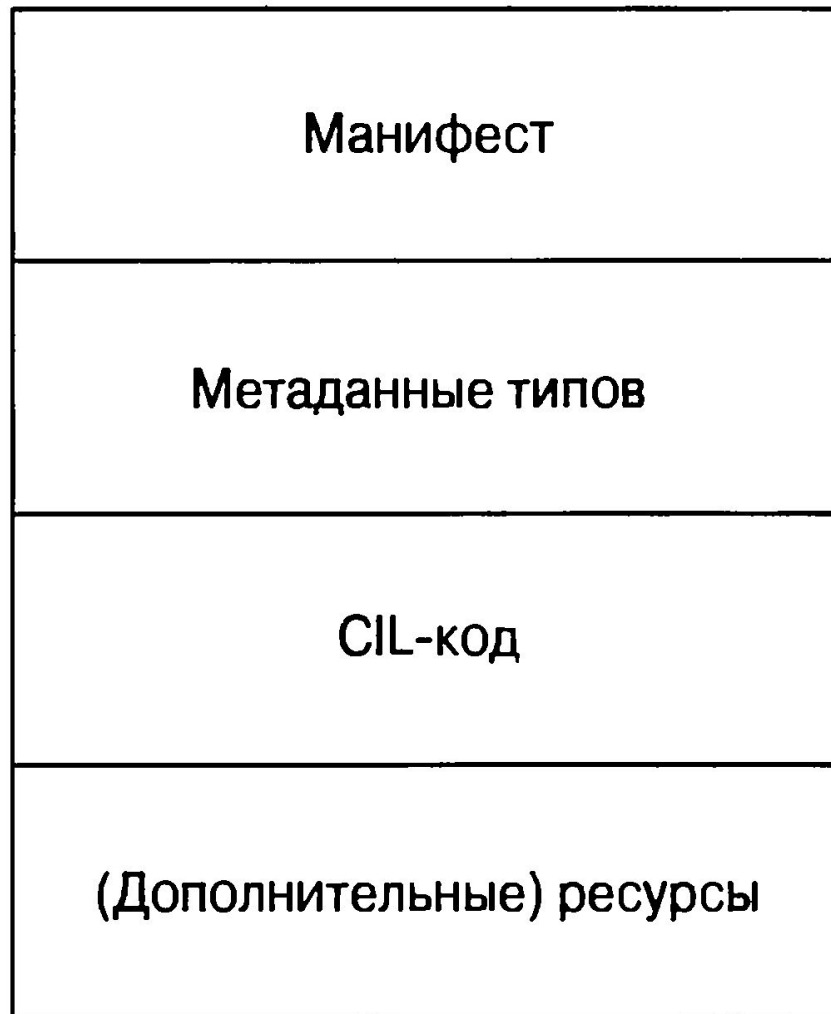 Манифест
Метаданные типов
CIL-код
(Дополнительные) ресурсы